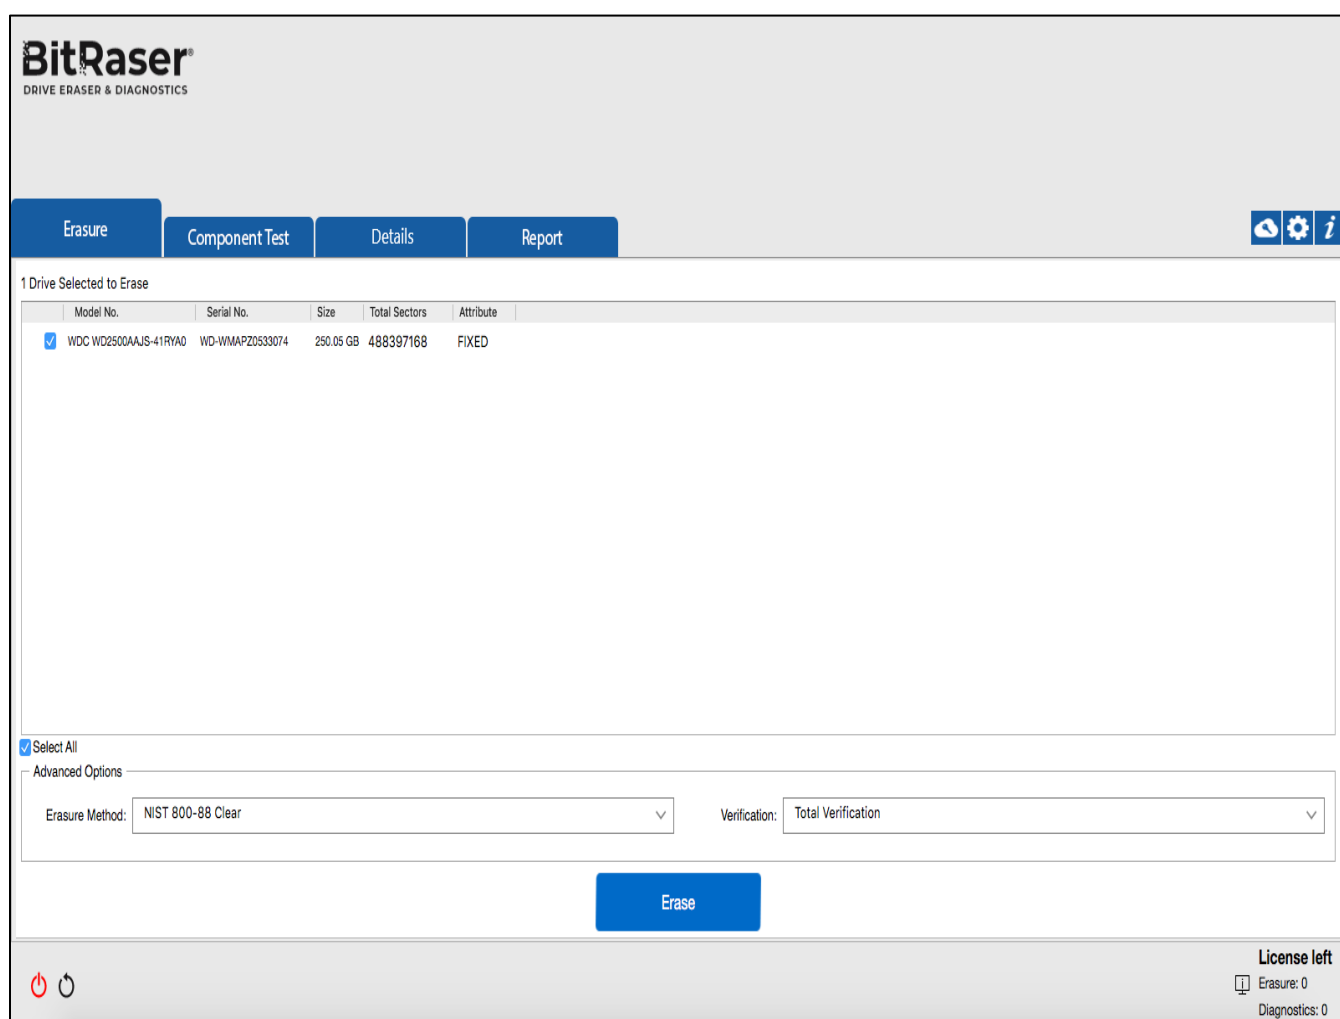 BitRaser®
DRIVE ERASER & DIAGNOSTICS
Erasure
Component Test
Details
Report
i
1 Drive Selected to Erase
Model No. Serial No. Size Total Sectors Attribute
WDC WD2500AAJS-41RYA0 WD-WMAPZ0533074 250.05 GB 488397168 FIXED
Select All
Advanced Options
Erasure Method: NIST 800-88 Clear Verification: Total Verification
Erase
License left
Erasure: 0
Diagnostics: 0